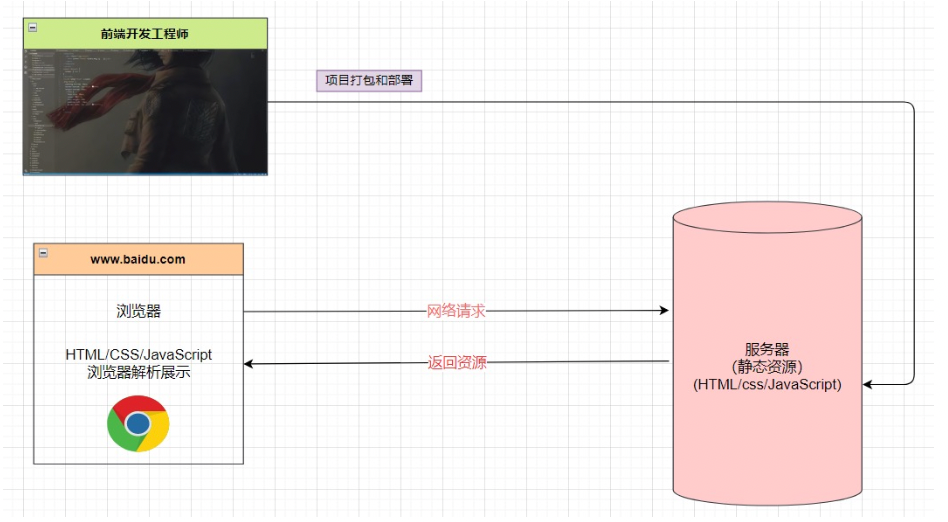 前端开发工程师
项目打包和部署
www.baidu.com
浏览器
HTML/CSS/JavaScript
浏览器解析展示
网络请求
返回资源
服务器
(静态资源)
(HTML/css/JavaScript)